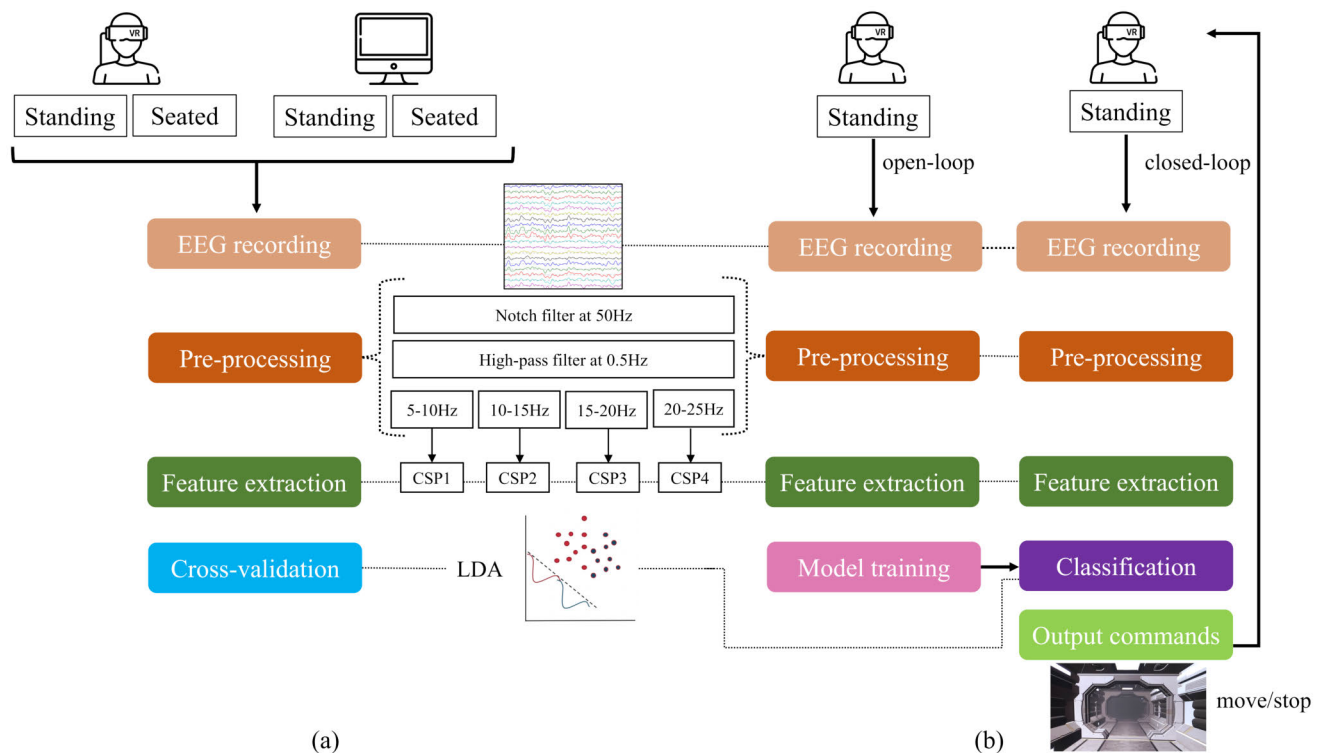 VR
VR
VR
Standing
Seated
Standing
Seated
Standing
Standing
open-loop
closed-loop
EEG recording
EEG recording
EEG recording
Notch filter at 50Hz
Pre-processing
High-pass filter at 0.5Hz
Pre-processing
Pre-processing
5-10Hz
10-15Hz
15-20Hz
20-25Hz
Feature extraction
CSP1
CSP2
CSP3
CSP4
Feature extraction
Feature extraction
Cross-validation
LDA
Model training
Classification
Output commands
move/stop
(a)
(b)